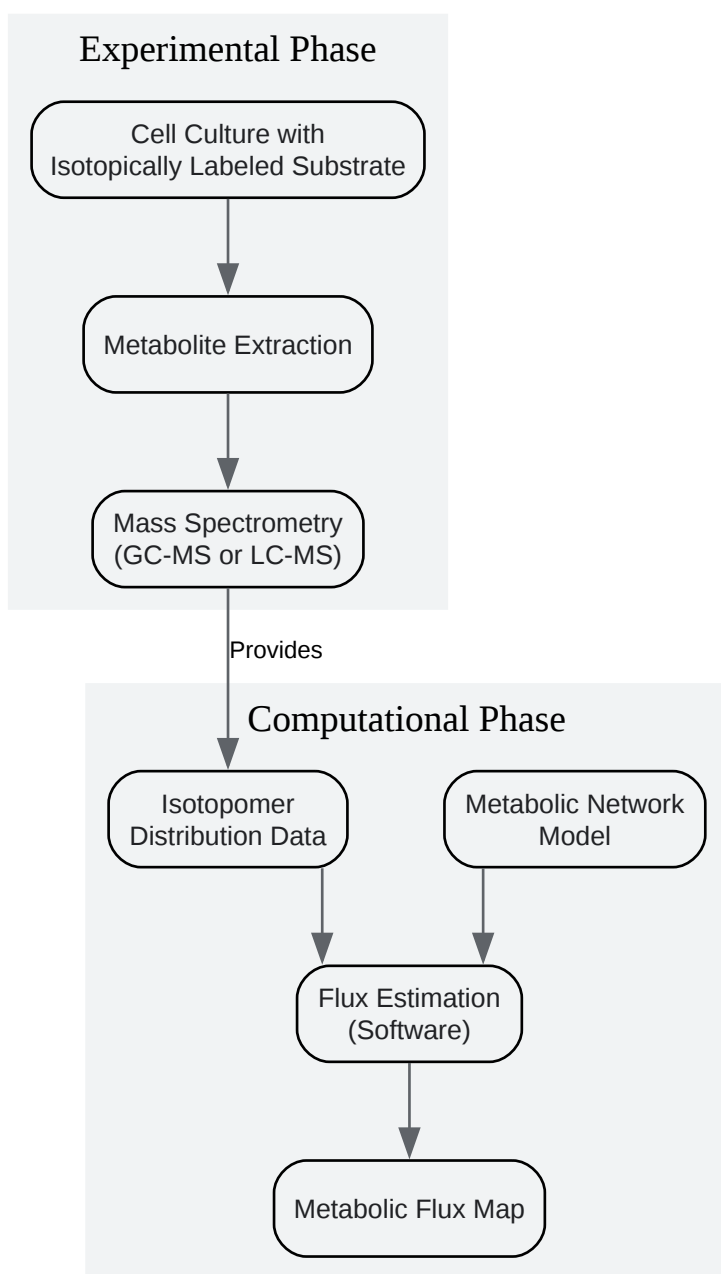 Experimental Phase
Cell Culture with
Isotopically Labeled Substrate
Metabolite Extraction
Mass Spectrometry
(GC-MS or LC-MS)
Provides
Computational Phase
Isotopomer
Distribution Data
Metabolic Network
Model
Flux Estimation
(Software)
Metabolic Flux Map